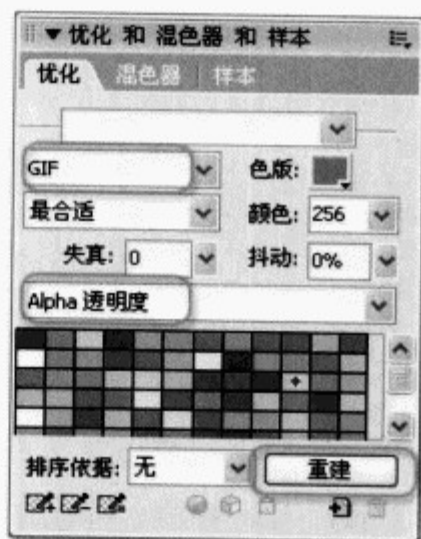 优化 和 混色器 和 样本
优化 混色器 样本
GIF 色版:
最合适 颜色: 256
失真: 0 抖动: 0%
Alpha 透明度
排序依据: 无 重建